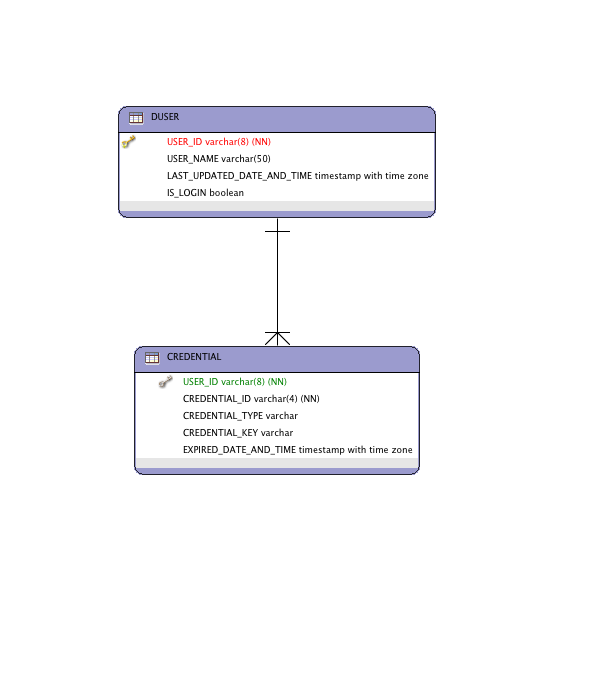 DUSER
USER_ID varchar(8) (NN)
USER_NAME varchar(50)
LAST_UPDATED_DATE_AND_TIME timestamp with time zone
IS_LOGIN boolean
CREDENTIAL
USER_ID varchar(8) (NN)
CREDENTIAL_ID varchar(4) (NN)
CREDENTIAL_TYPE varchar
CREDENTIAL_KEY varchar
EXPIRED_DATE_AND_TIME timestamp with time zone